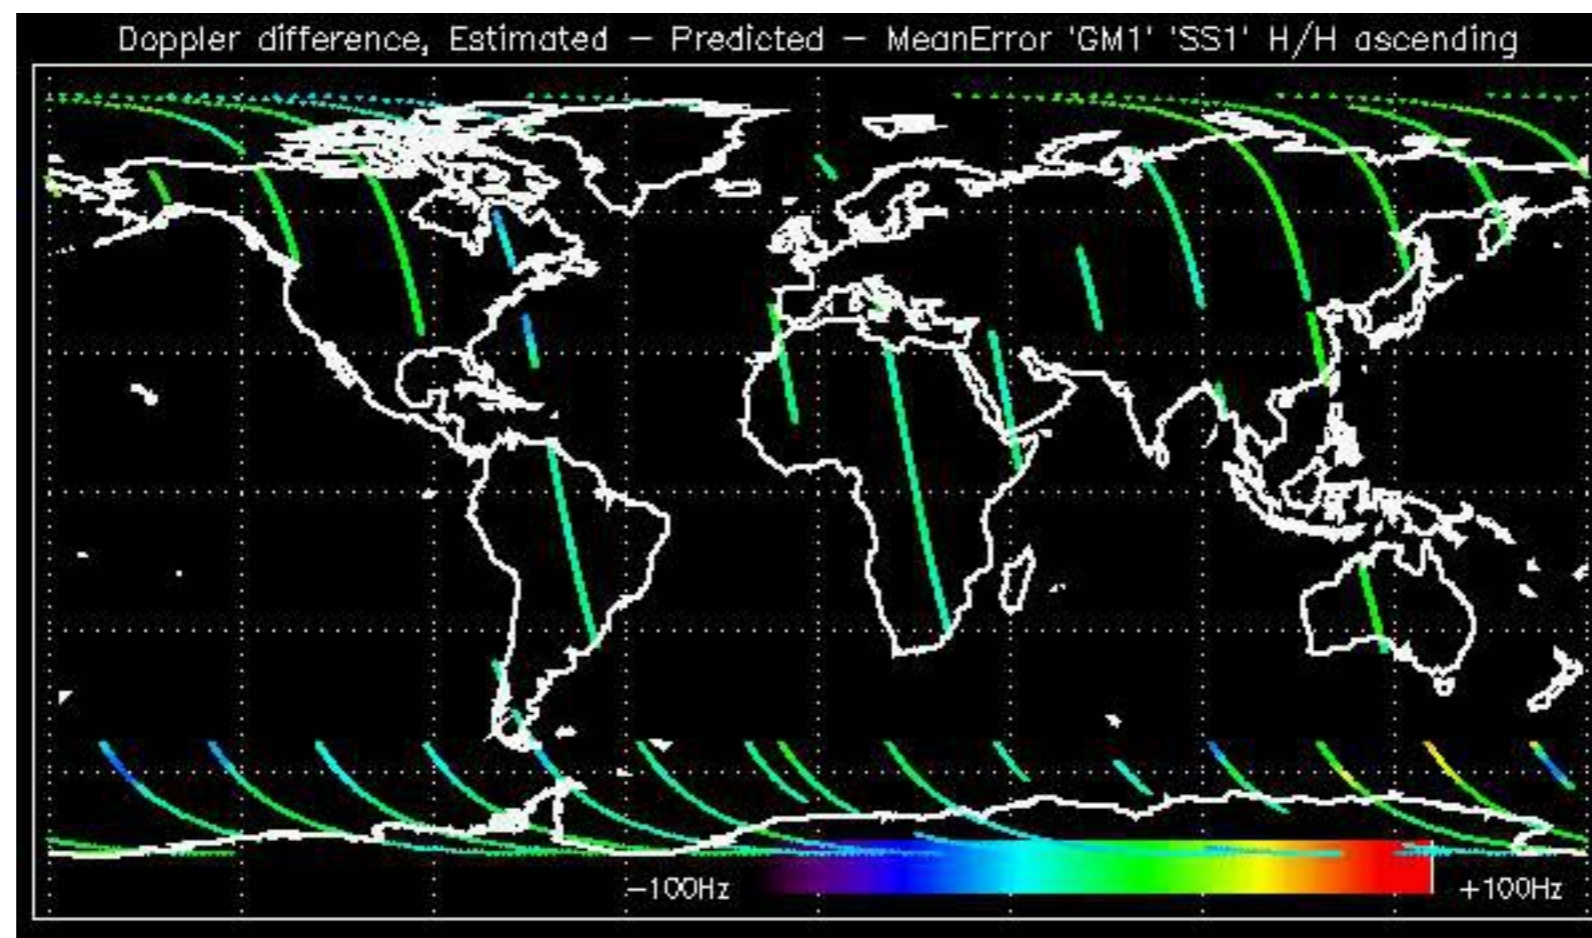 Doppler difference, Estimated – Predicted – MeanError 'GM1' 'SS1' H/H ascending
–100Hz
+100Hz